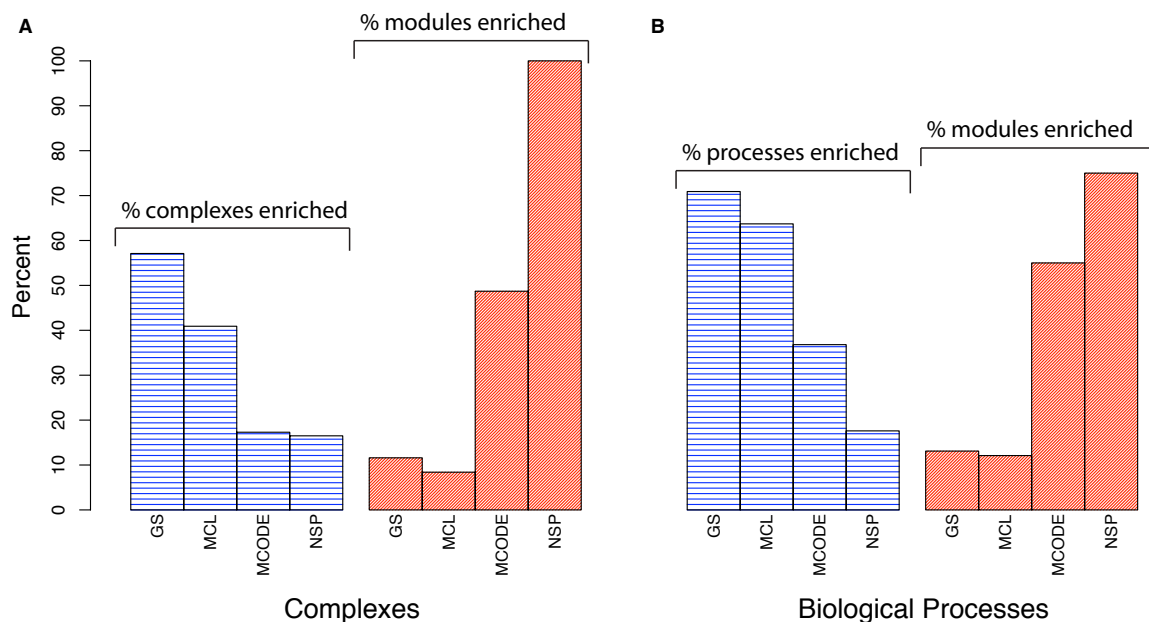 A
% modules enriched
B
100
90
80
70
60
50
40
30
20
10
0
Percent
% complexes enriched
% processes enriched
% modules enriched
GS
MCL
MCODE
NSP
GS
MCL
MCODE
NSP
GS
MCL
MCODE
NSP
GS
MCL
MCODE
NSP
Complexes
Biological Processes